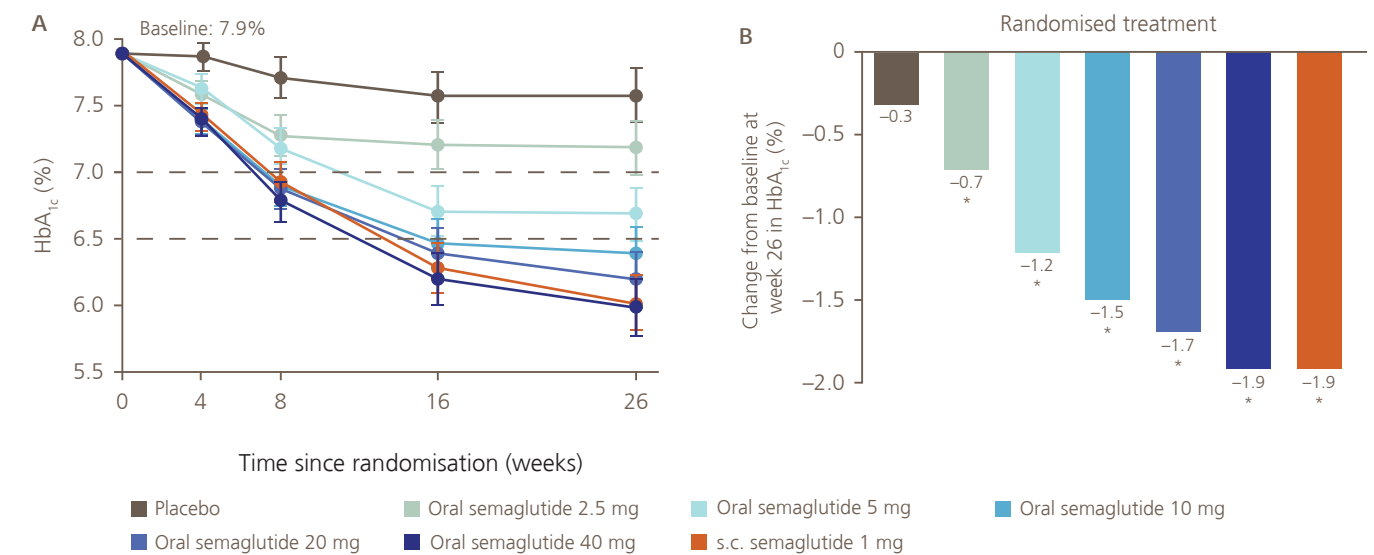 A
Baseline: 7.9%
8.0
7.5
7.0
6.5
6.0
5.5
HbA1c (%)
0 4 8 16 26
Time since randomisation (weeks)
B
Randomised treatment
0
–0.5
–1.0
–1.5
–2.0
Change from baseline at
week 26 in HbA1c (%)
–0.3
–0.7
*
–1.2
*
–1.5
*
–1.7
*
–1.9
*
–1.9
*
Placebo
Oral semaglutide 2.5 mg
Oral semaglutide 5 mg
Oral semaglutide 10 mg
Oral semaglutide 20 mg
Oral semaglutide 40 mg
s.c. semaglutide 1 mg